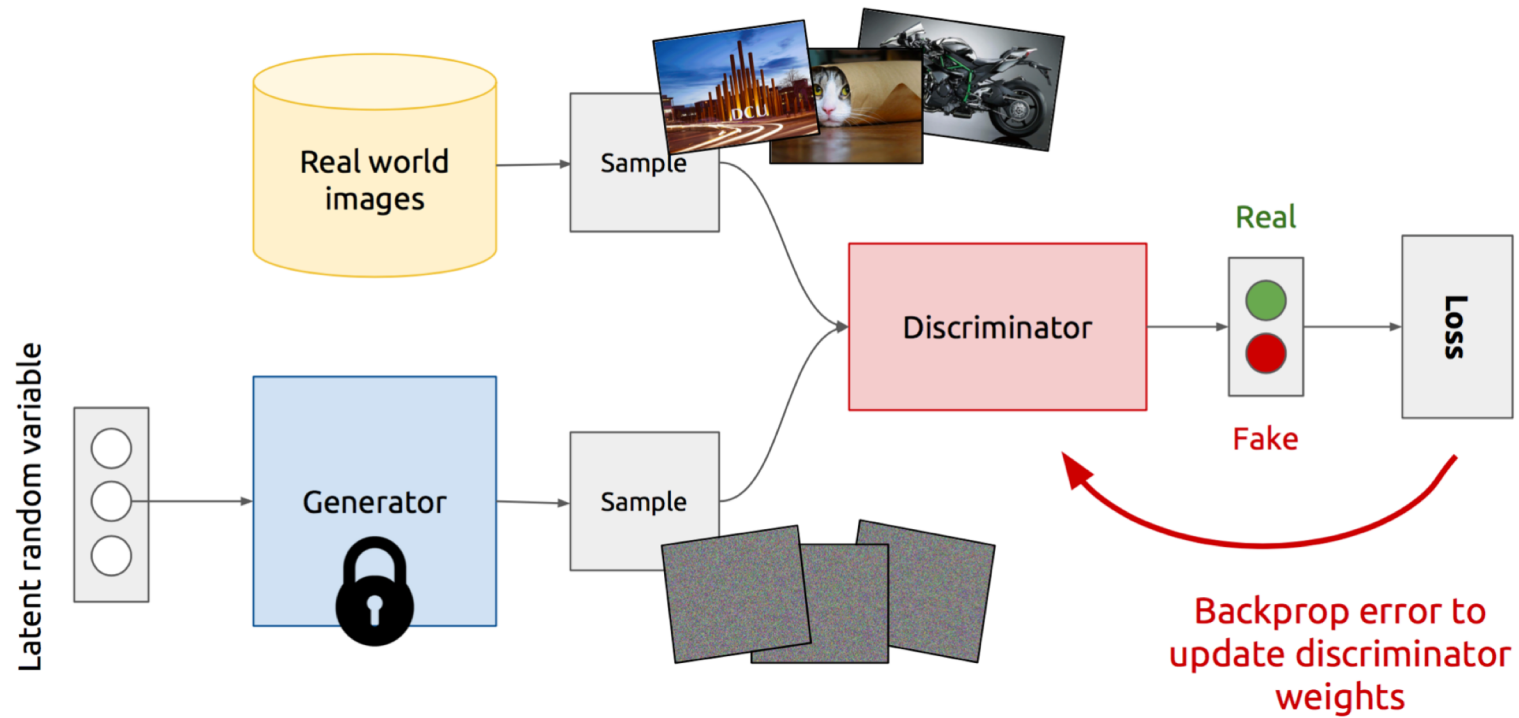 Real world
images
Sample
DCU
Latent random variable
Generator
Sample
Discriminator
Real
Fake
Loss
Backprop error to
update discriminator
weights